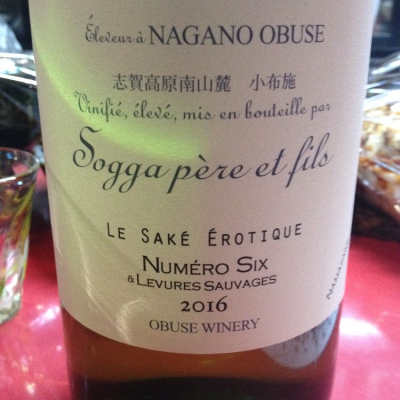 Éleveur à NAGANO OBUSE
志賀高原南山麓 小布施
Vinifié, élevé, mis en bouteille par
Sogga père et fils
LE SAKÉ ÉROTIQUE
NUMÉRO SIX
& LEVURES SAUVAGES
2016
OBUSE WINERY